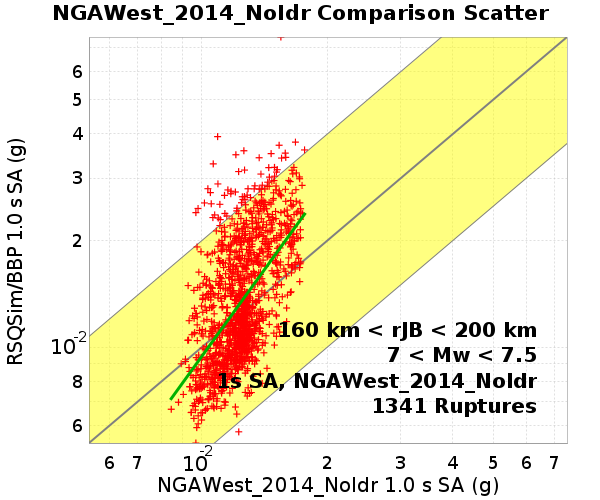 NGAWest_2014_NoIdr Comparison Scatter
RSQSim/BBP 1.0 s SA (g)
6
5
4
3
2
10-2
8
6
160 km < rJB < 200 km
7 < Mw < 7.5
1s SA, NGAWest_2014_NoIdr
1341 Ruptures
6 7 10-2 2 3 4 5 6 7
NGAWest_2014_NoIdr 1.0 s SA (g)